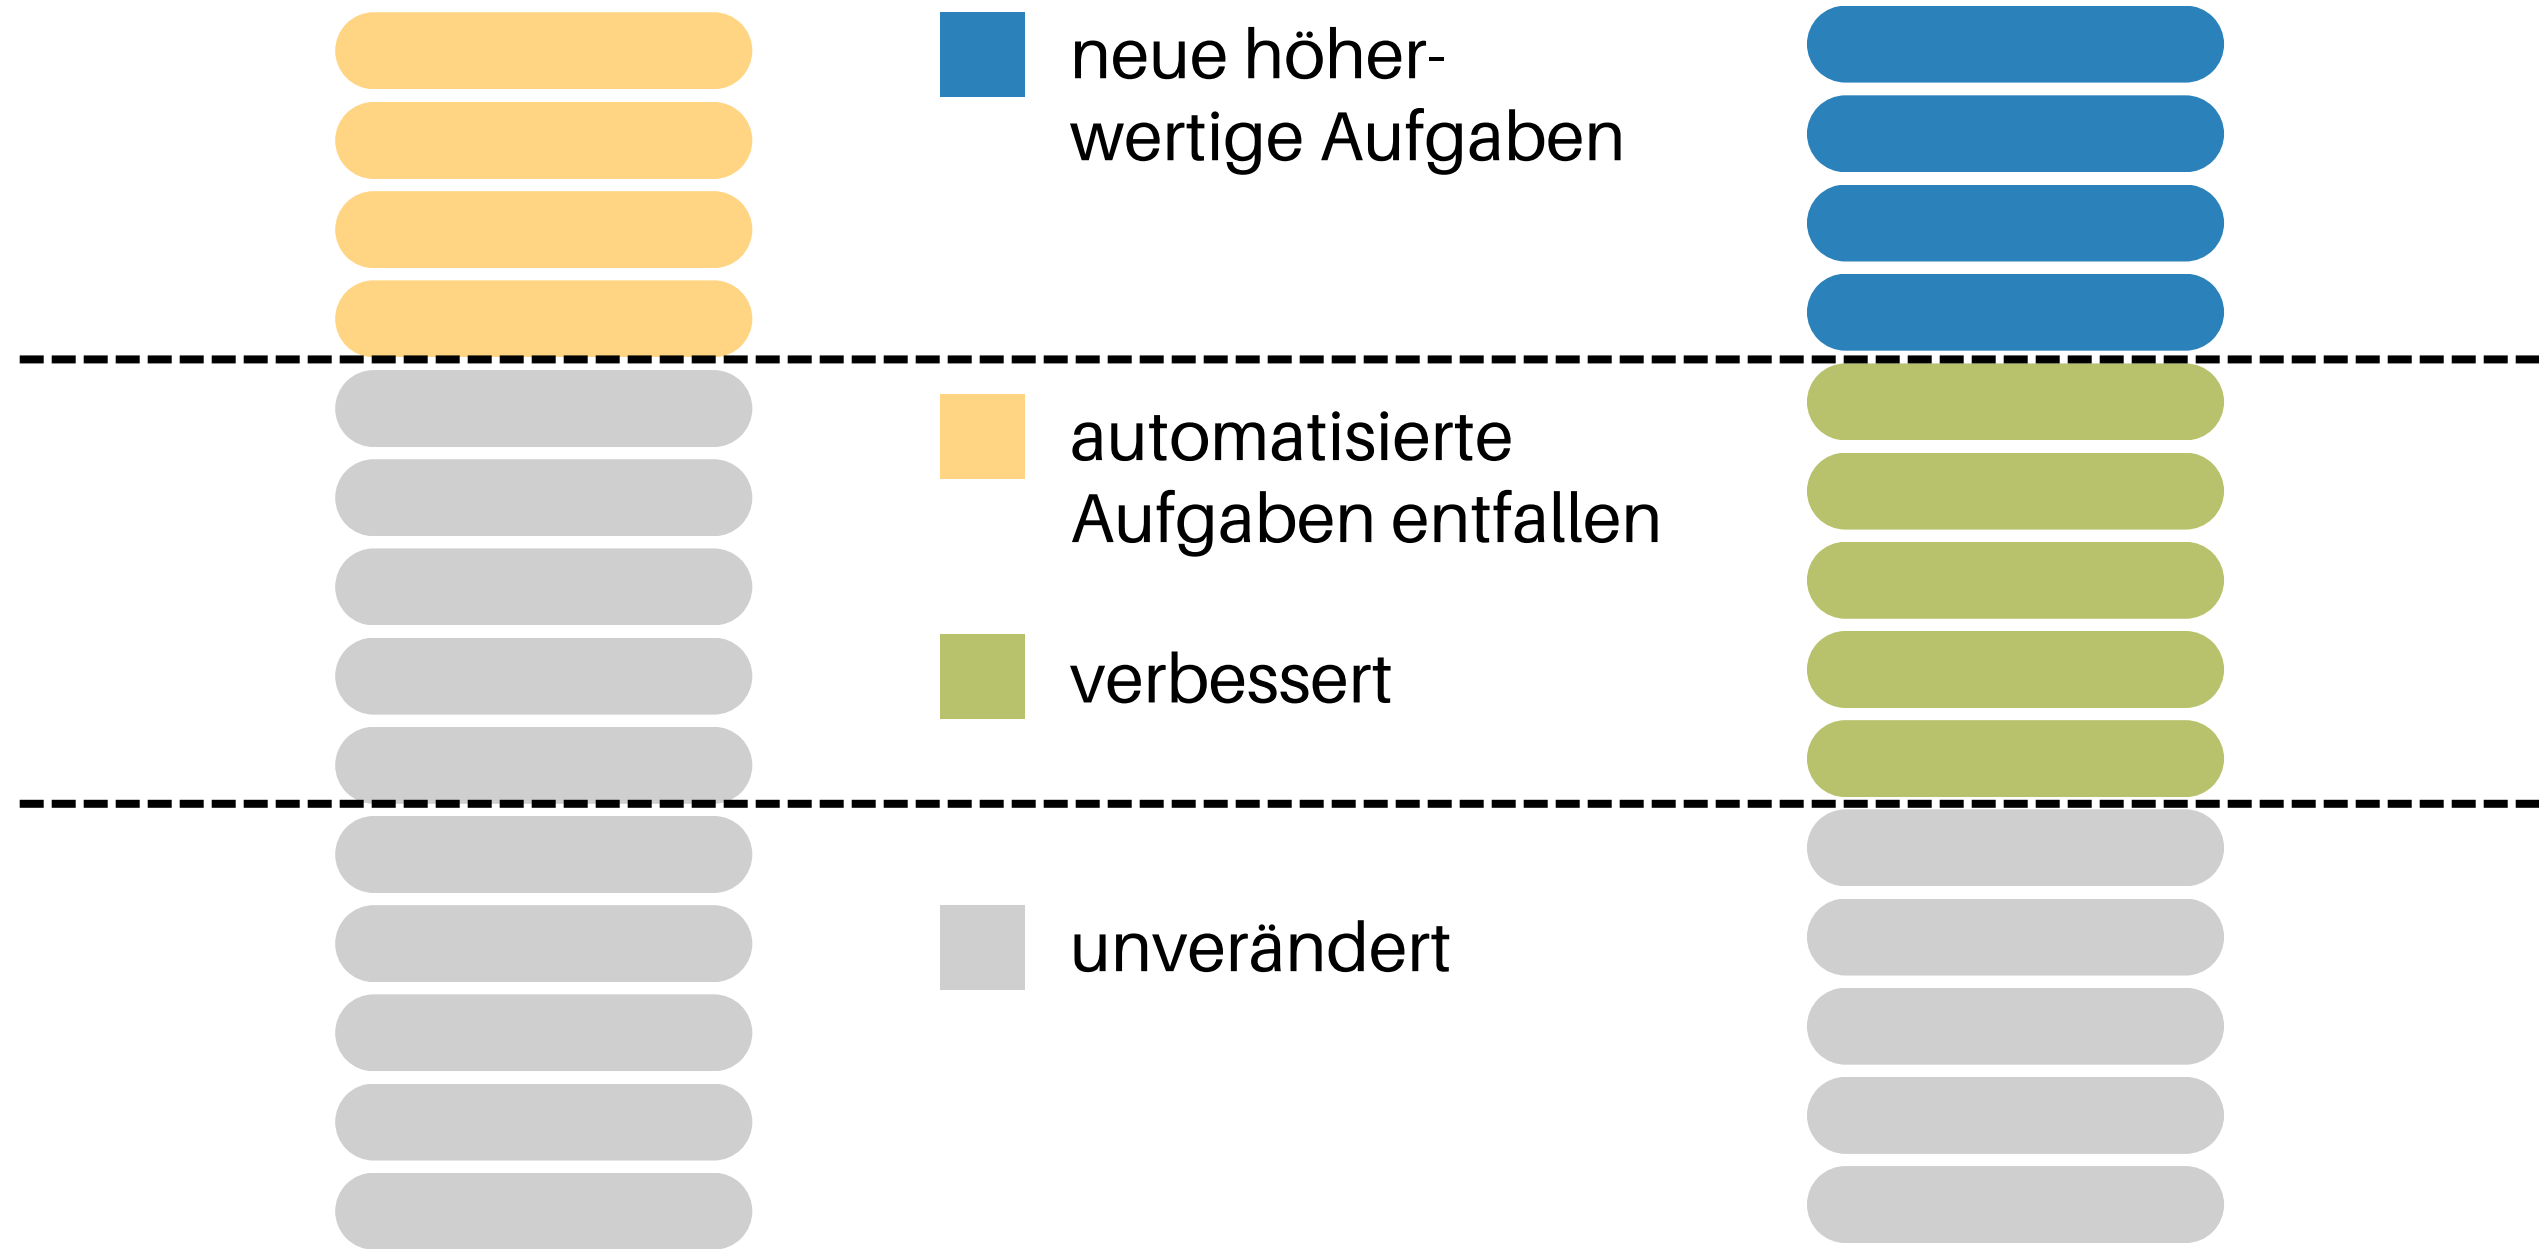 neue höher-
wertige Aufgaben
automatisierte
Aufgaben entfallen
verbessert
unverändert